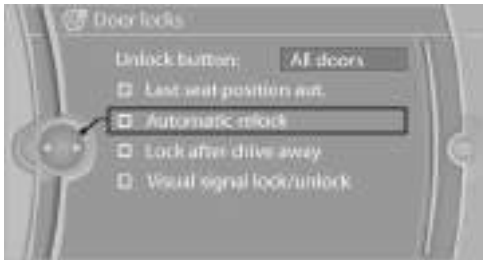 Door locks
Unlock button: All doors
Last seat position aut.
Automatic relock
Lock after drive away
Visual signal lock/unlock